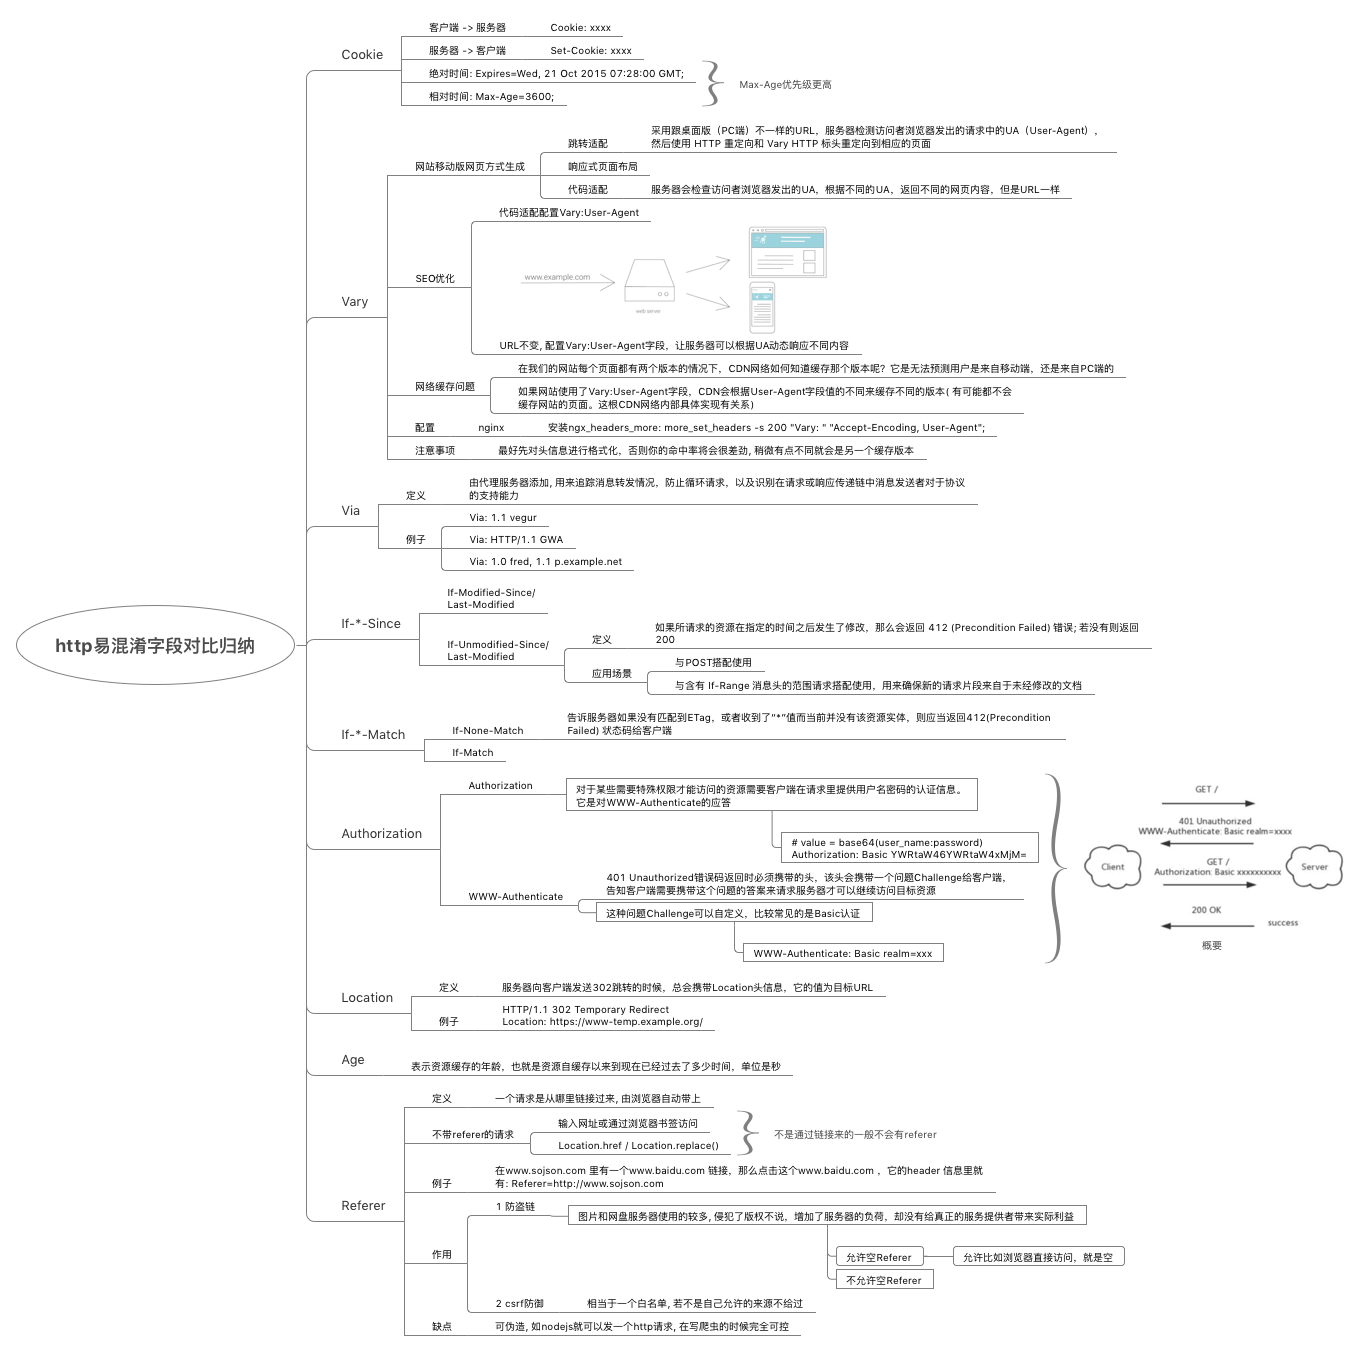 http易混淆字段对比归纳
Cookie
客户端 -> 服务器
Cookie: xxxx
服务器 -> 客户端
Set-Cookie: xxxx
绝对时间: Expires=Wed, 21 Oct 2015 07:28:00 GMT;
相对时间: Max-Age=3600;
Max-Age优先级更高
Vary
网站移动版网页方式生成
跳转适配
采用跟桌面版（PC端）不一样的URL，服务器检测访问者浏览器发出的请求中的UA（User-Agent），
然后使用 HTTP 重定向和 Vary HTTP 标头重定向到相应的页面
响应式页面布局
代码适配
服务器会检查访问者浏览器发出的UA，根据不同的UA，返回不同的网页内容，但是URL一样
SEO优化
代码适配配置Vary:User-Agent
www.example.com
web server
URL不变, 配置Vary:User-Agent字段，让服务器可以根据UA动态响应不同内容
网络缓存问题
在我们的网站每个页面都有两个版本的情况下，CDN网络如何知道缓存那个版本呢？它是无法预测用户是来自移动端，还是来自PC端的
如果网站使用了Vary:User-Agent字段，CDN会根据User-Agent字段值的不同来缓存不同的版本( 有可能都不会
缓存网站的页面。这根CDN网络内部具体实现有关系)
配置
nginx
安装ngx_headers_more: more_set_headers -s 200 "Vary: " "Accept-Encoding, User-Agent";
注意事项
最好先对头信息进行格式化，否则你的命中率将会很差劲, 稍微有点不同就会是另一个缓存版本
Via
定义
由代理服务器添加, 用来追踪消息转发情况，防止循环请求，以及识别在请求或响应传递链中消息发送者对于协议
的支持能力
例子
Via: 1.1 vegur
Via: HTTP/1.1 GWA
Via: 1.0 fred, 1.1 p.example.net
If-*-Since
If-Modified-Since/
Last-Modified
If-Unmodified-Since/
Last-Modified
定义
如果所请求的资源在指定的时间之后发生了修改，那么会返回 412 (Precondition Failed) 错误; 若没有则返回
200
应用场景
与POST搭配使用
与含有 If-Range 消息头的范围请求搭配使用，用来确保新的请求片段来自于未经修改的文档
If-*-Match
If-None-Match
告诉服务器如果没有匹配到ETag，或者收到了"*"值而当前并没有该资源实体，则应当返回412(Precondition
Failed) 状态码给客户端
If-Match
Authorization
Authorization
对于某些需要特殊权限才能访问的资源需要客户端在请求里提供用户名密码的认证信息。
它是对WWW-Authenticate的应答
# value = base64(user_name:password)
Authorization: Basic YWRtaW46YWRtaW4xMjM=
WWW-Authenticate
401 Unauthorized错误码返回时必须携带的头，该头会携带一个问题Challenge给客户端，
告知客户端需要携带这个问题的答案来请求服务器才可以继续访问目标资源
这种问题Challenge可以自定义，比较常见的是Basic认证
WWW-Authenticate: Basic realm=xxx
GET /
401 Unauthorized
WWW-Authenticate: Basic realm=xxxx
Client
GET /
Authorization: Basic xxxxxxxxxx
Server
200 OK
success
概要
Location
定义
服务器向客户端发送302跳转的时候，总会携带Location头信息，它的值为目标URL
例子
HTTP/1.1 302 Temporary Redirect
Location: https://www-temp.example.org/
Age
表示资源缓存的年龄，也就是资源自缓存以来到现在已经过去了多少时间，单位是秒
Referer
定义
一个请求是从哪里链接过来, 由浏览器自动带上
不带referer的请求
输入网址或通过浏览器书签访问
Location.href / Location.replace()
不是通过链接来的一般不会有referer
例子
在www.sojson.com 里有一个www.baidu.com 链接，那么点击这个www.baidu.com ，它的header 信息里就
有: Referer=http://www.sojson.com
作用
1 防盗链
图片和网盘服务器使用的较多, 侵犯了版权不说，增加了服务器的负荷，却没有给真正的服务提供者带来实际利益
允许空Referer
允许比如浏览器直接访问，就是空
不允许空Referer
2 csrf防御
相当于一个白名单, 若不是自己允许的来源不给过
缺点
可伪造, 如nodejs就可以发一个http请求, 在写爬虫的时候完全可控